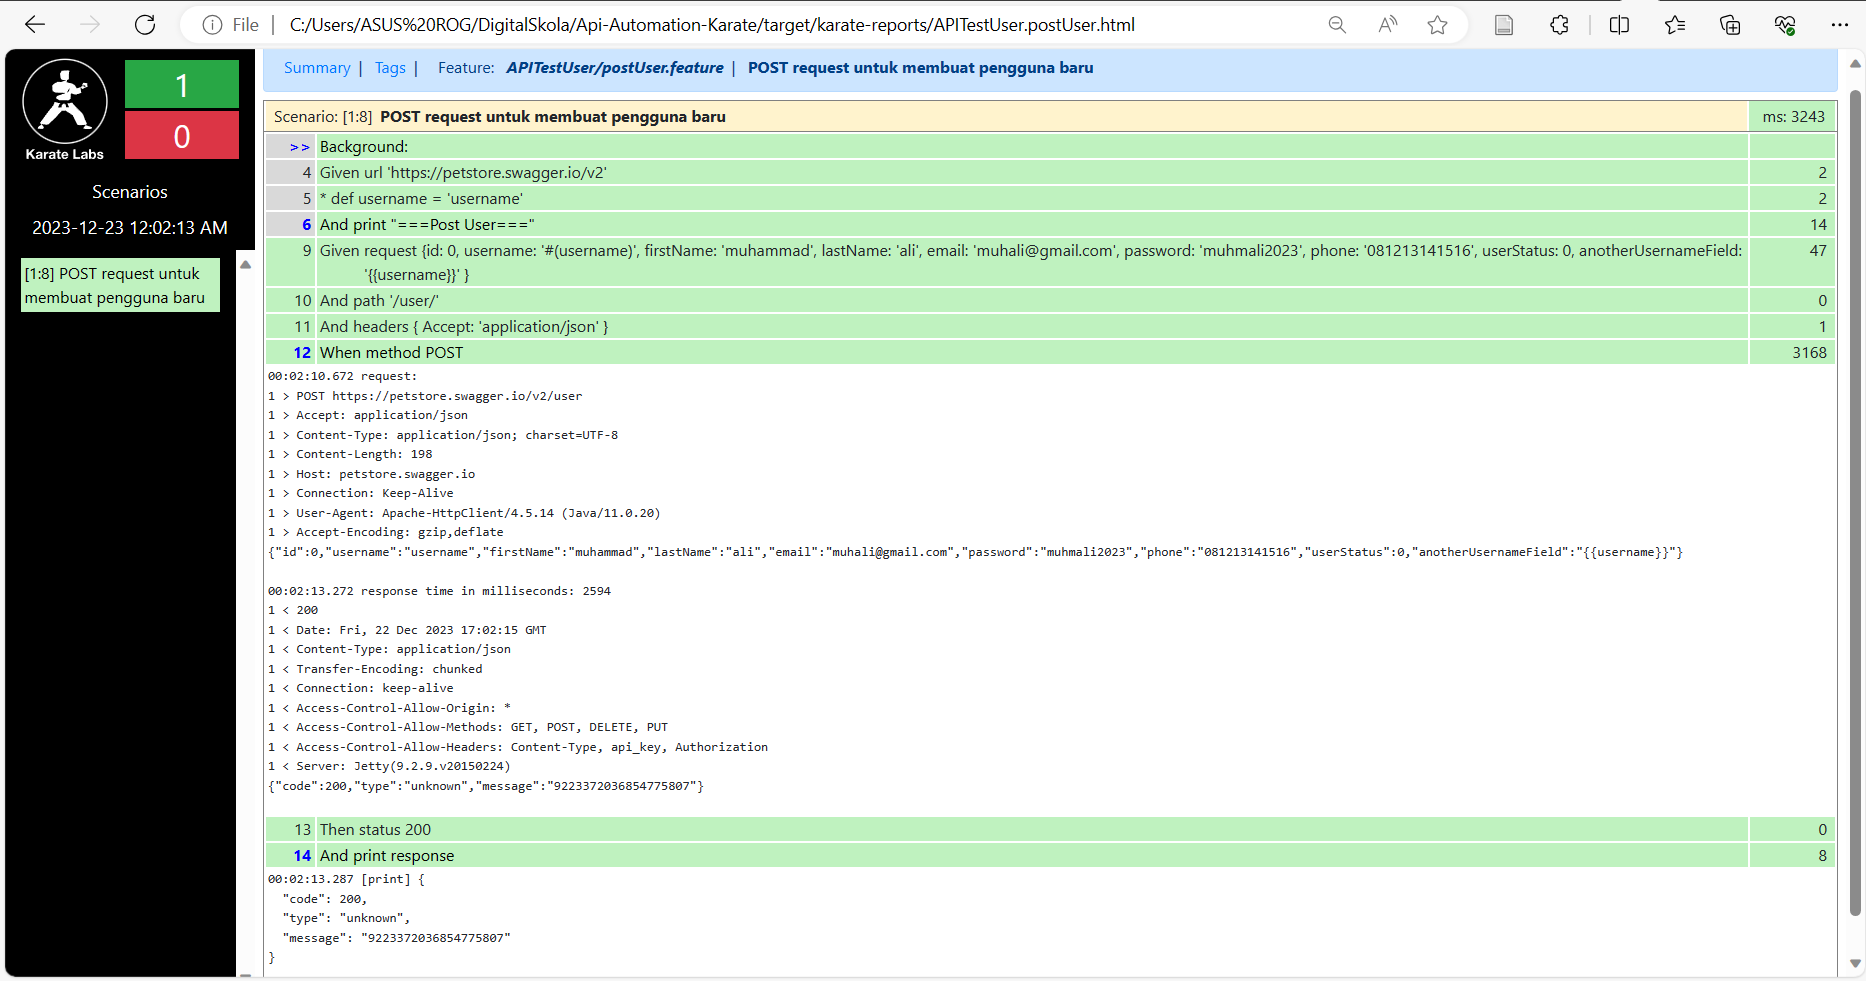 File | C:/Users/ASUS%20ROG/DigitalSkola/Api-Automation-Karate/target/karate-reports/APITestUser.postUser.html
Karate Labs
1
0
Scenarios
2023-12-23 12:02:13 AM
[1:8] POST request untuk
membuat pengguna baru
Summary | Tags | Feature: APITestUser/postUser.feature | POST request untuk membuat pengguna baru
Scenario: [1:8] POST request untuk membuat pengguna baru ms: 3243
>> Background:
4 Given url 'https://petstore.swagger.io/v2' 2
5 * def username = 'username' 2
6 And print "===Post User===" 14
9 Given request {id: 0, username: '#(username)', firstName: 'muhammad', lastName: 'ali', email: 'muhali@gmail.com', password: 'muhmali2023', phone: '081213141516', userStatus: 0, anotherUsernameField: 47
'{{username}}' }
10 And path '/user/' 0
11 And headers { Accept: 'application/json' } 1
12 When method POST 3168
00:02:10.672 request:
1 > POST https://petstore.swagger.io/v2/user
1 > Accept: application/json
1 > Content-Type: application/json; charset=UTF-8
1 > Content-Length: 198
1 > Host: petstore.swagger.io
1 > Connection: Keep-Alive
1 > User-Agent: Apache-HttpClient/4.5.14 (Java/11.0.20)
1 > Accept-Encoding: gzip,deflate
{"id":0,"username":"username","firstName":"muhammad","lastName":"ali","email":"muhali@gmail.com","password":"muhmali2023","phone":"081213141516","userStatus":0,"anotherUsernameField":"{{username}}"}
00:02:13.272 response time in milliseconds: 2594
1 < 200
1 < Date: Fri, 22 Dec 2023 17:02:15 GMT
1 < Content-Type: application/json
1 < Transfer-Encoding: chunked
1 < Connection: keep-alive
1 < Access-Control-Allow-Origin: *
1 < Access-Control-Allow-Methods: GET, POST, DELETE, PUT
1 < Access-Control-Allow-Headers: Content-Type, api_key, Authorization
1 < Server: Jetty(9.2.9.v20150224)
{"code":200,"type":"unknown","message":"9223372036854775807"}
13 Then status 200 0
14 And print response 8
00:02:13.287 [print] {
"code": 200,
"type": "unknown",
"message": "9223372036854775807"
}